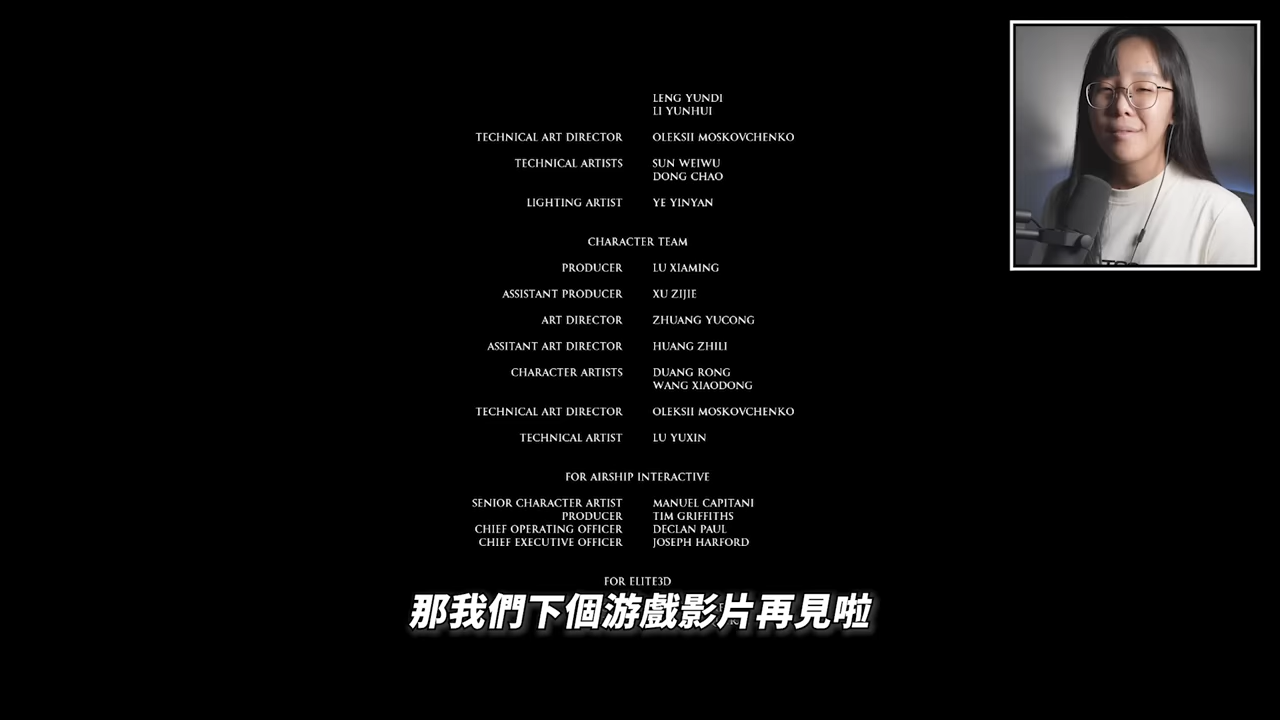 LENG YUNDI
LI YUNHUI
TECHNICAL ART DIRECTOR OLEKSII MOSKOVCHENKO
TECHNICAL ARTISTS SUN WEIWU
DONG CHAO
LIGHTING ARTIST YE YINYAN
CHARACTER TEAM
PRODUCER LU XIAMING
ASSISTANT PRODUCER XU ZIJIE
ART DIRECTOR ZHUANG YUCONG
ASSITANT ART DIRECTOR HUANG ZHILI
CHARACTER ARTISTS DUANG RONG
WANG XIAODONG
TECHNICAL ART DIRECTOR OLEKSII MOSKOVCHENKO
TECHNICAL ARTIST LU YUXIN
FOR AIRSHIP INTERACTIVE
SENIOR CHARACTER ARTIST MANUEL CAPITANI
PRODUCER TIM GRIFFITHS
CHIEF OPERATING OFFICER DECLAN PAUL
CHIEF EXECUTIVE OFFICER JOSEPH HARFORD
FOR ELITE3D
那我們下個游戲影片再見啦